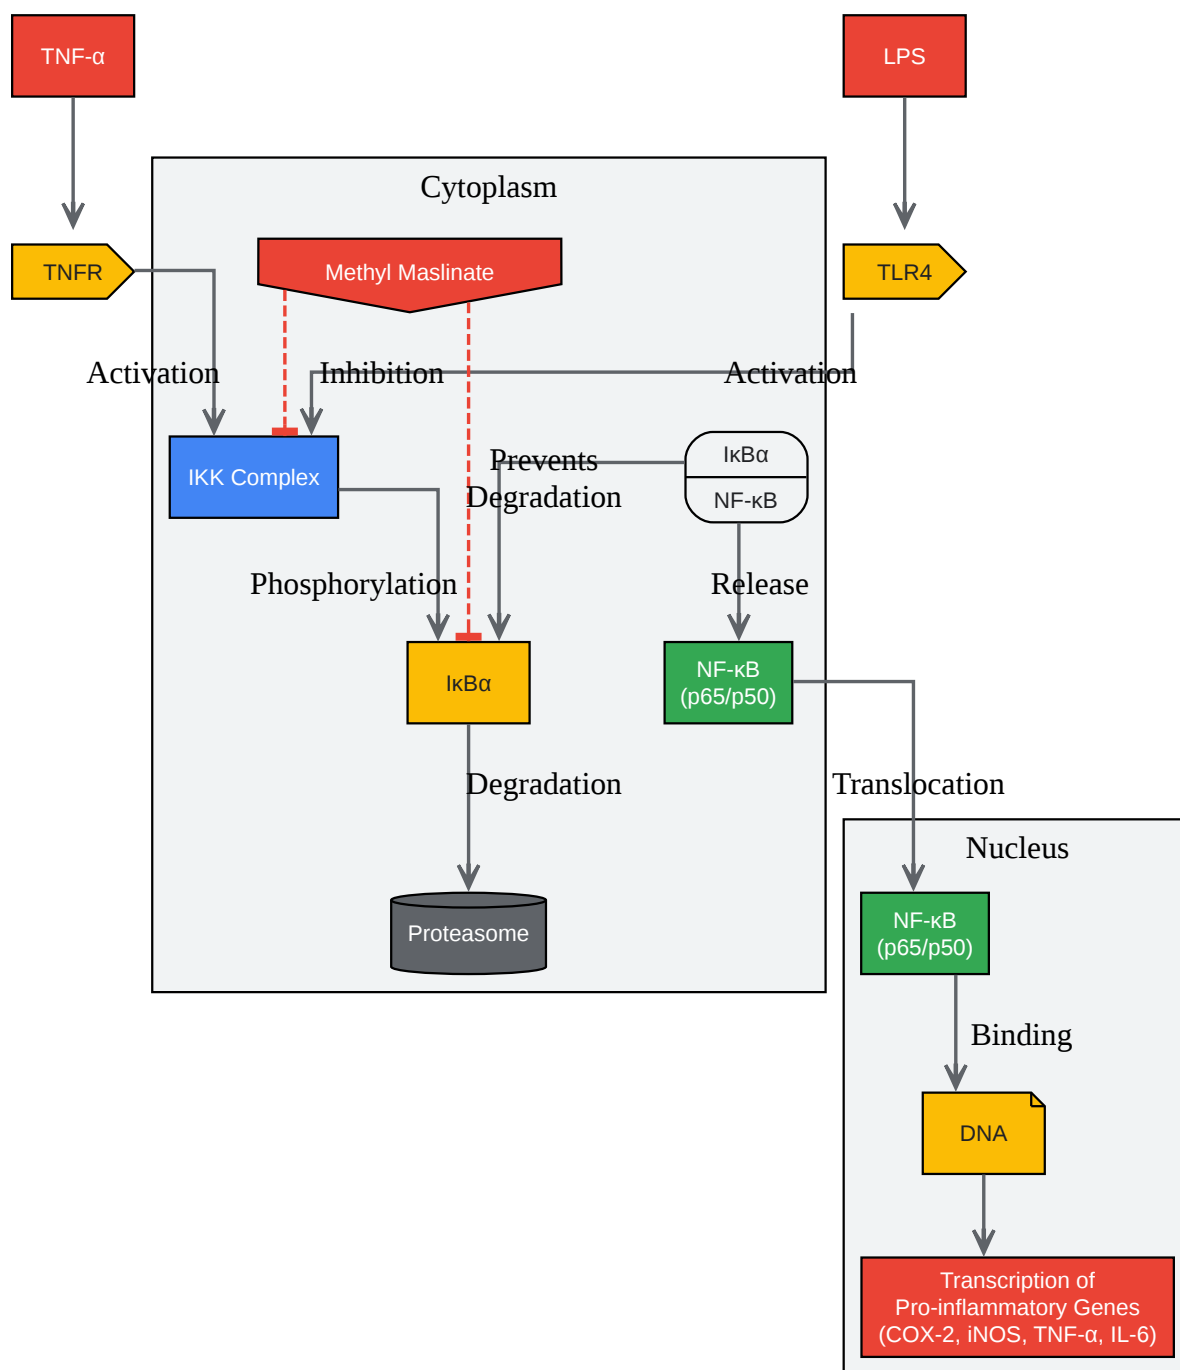 TNF-α
LPS
Cytoplasm
TNFR
Methyl Maslinate
TLR4
Activation
Inhibition
Activation
IKK Complex
IκBα
NF-κB
Prevents
Degradation
Phosphorylation
Release
IκBα
NF-κB
(p65/p50)
Degradation
Translocation
Nucleus
Proteasome
NF-κB
(p65/p50)
Binding
DNA
Transcription of
Pro-inflammatory Genes
(COX-2, iNOS, TNF-α, IL-6)